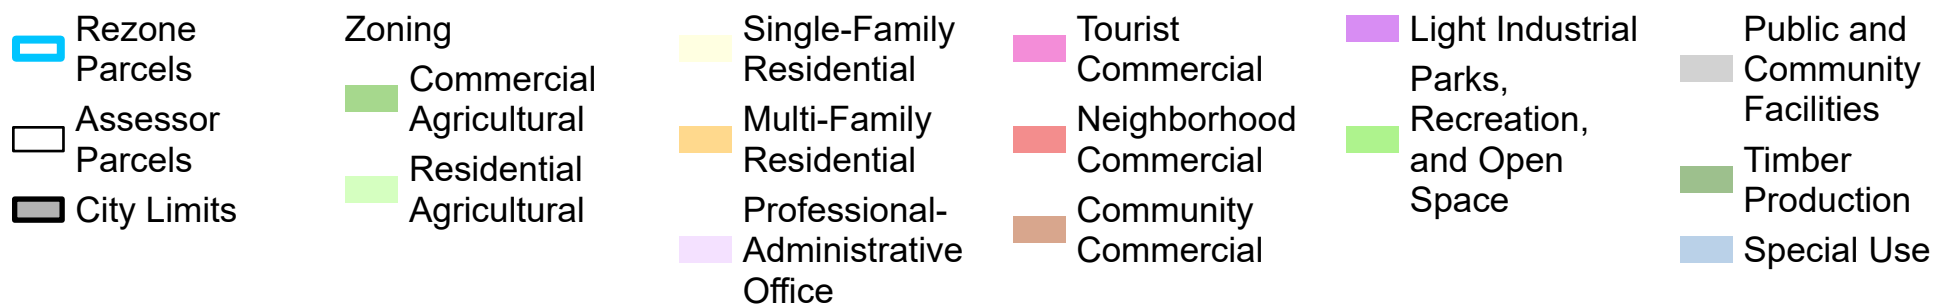 Rezone
Parcels
Assessor
Parcels
City Limits
Zoning
Commercial
Agricultural
Residential
Agricultural
Single-Family
Residential
Multi-Family
Residential
Professional-
Administrative
Office
Tourist
Commercial
Neighborhood
Commercial
Community
Commercial
Light Industrial
Parks,
Recreation,
and Open
Space
Public and
Community
Facilities
Timber
Production
Special Use